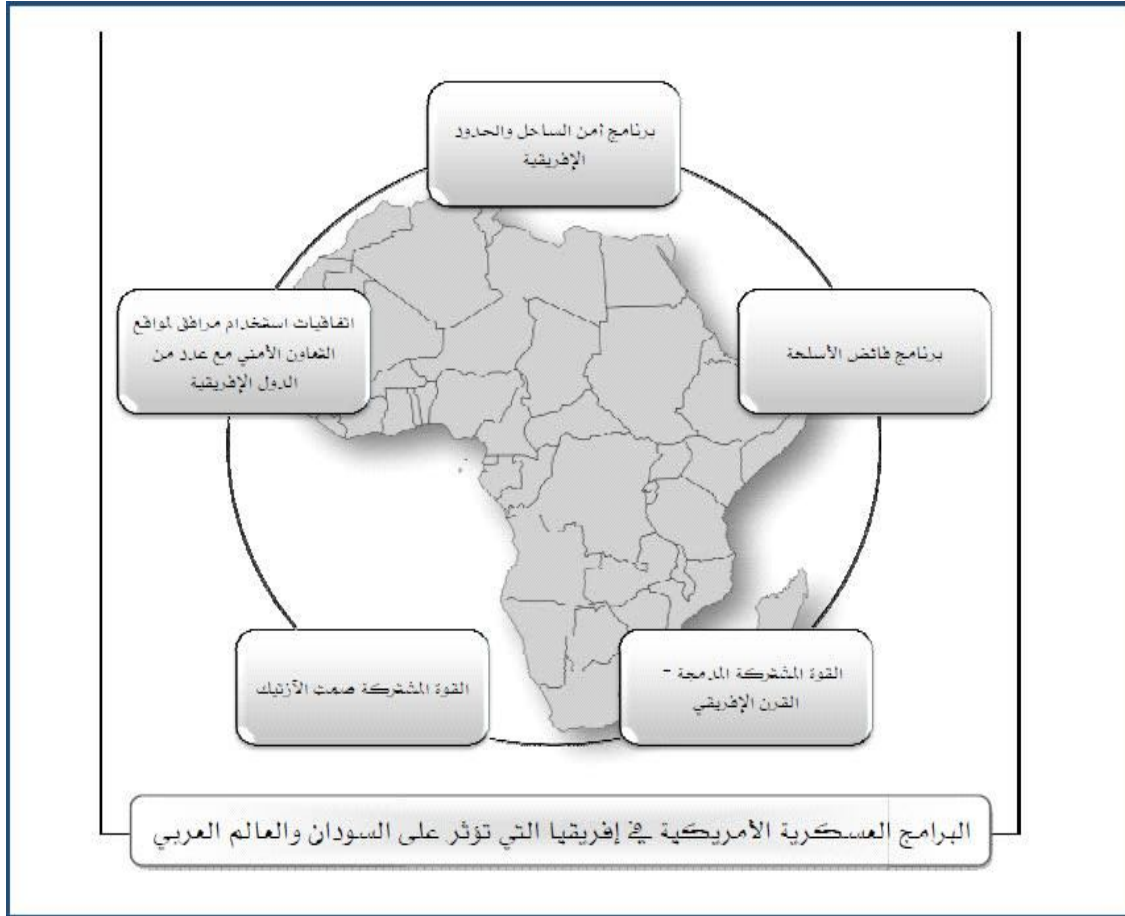 برنامج أمن الساحل والحدود
الإفريقية
برنامج فائض الأسلحة
اتفاقيات استخدام مرافق لمواقع
التعاون الأمني مع عدد من
الدول الإفريقية
القوة المشتركة المدمجة -
القرن الإفريقي
القوة المشتركة صمت الآزتيك
البرامج العسكرية الأمريكية في إفريقيا التي تؤثر على السودان والعالم العربي